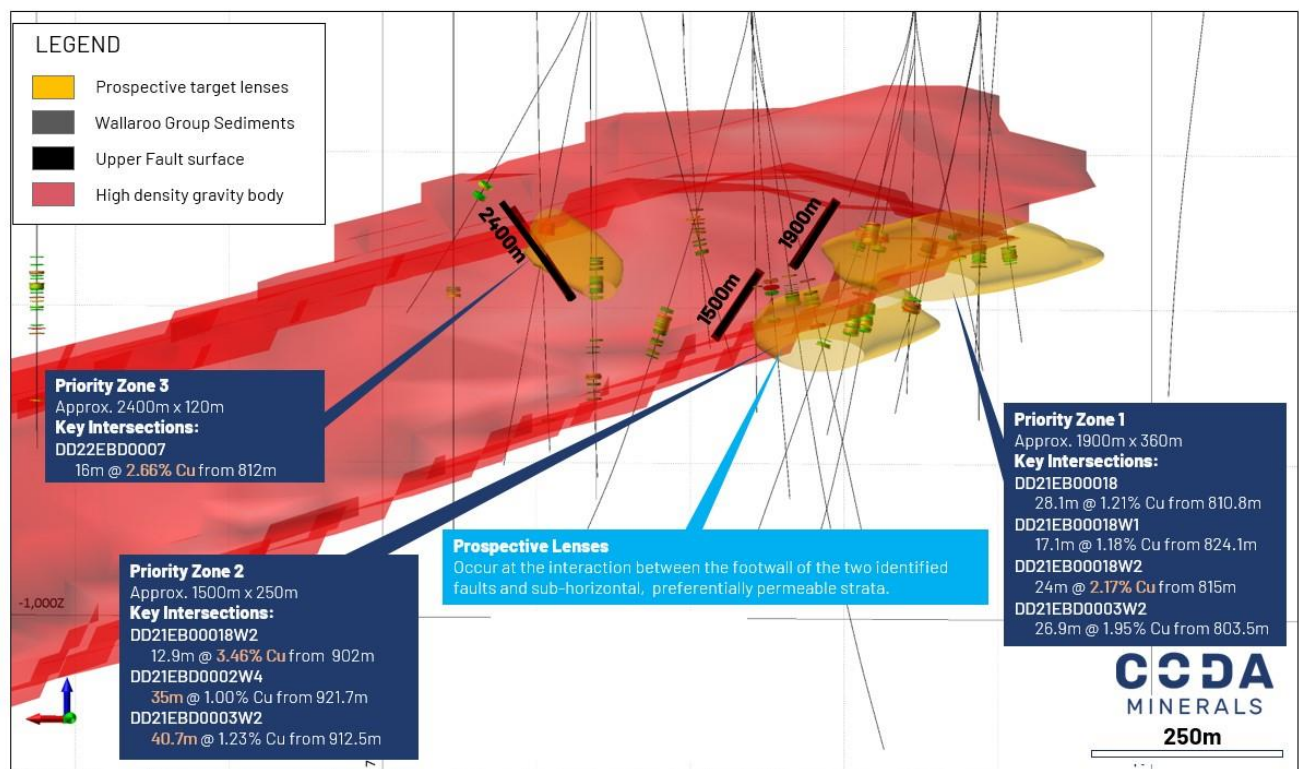 LEGEND
Prospective target lenses
Wallaroo Group Sediments
Upper Fault surface
High density gravity body
2400m
1900m
1500m
Priority Zone 3
Approx. 2400m x 120m
Key Intersections:
DD22EBD0007
16m @ 2.66% Cu from 812m
Priority Zone 1
Approx. 1900m x 360m
Key Intersections:
DD21EB00018
28.1m @ 1.21% Cu from 810.8m
DD21EB00018W1
17.1m @ 1.18% Cu from 824.1m
DD21EB00018W2
24m @ 2.17% Cu from 815m
DD21EBD0003W2
26.9m @ 1.95% Cu from 803.5m
Prospective Lenses
Occur at the interaction between the footwall of the two identified
faults and sub-horizontal, preferentially permeable strata.
Priority Zone 2
Approx. 1500m x 250m
Key Intersections:
DD21EB00018W2
12.9m @ 3.46% Cu from 902m
DD21EBD0002W4
35m @ 1.00% Cu from 921.7m
DD21EBD0003W2
40.7m @ 1.23% Cu from 912.5m
-1,000Z
CODA
MINERALS
250m